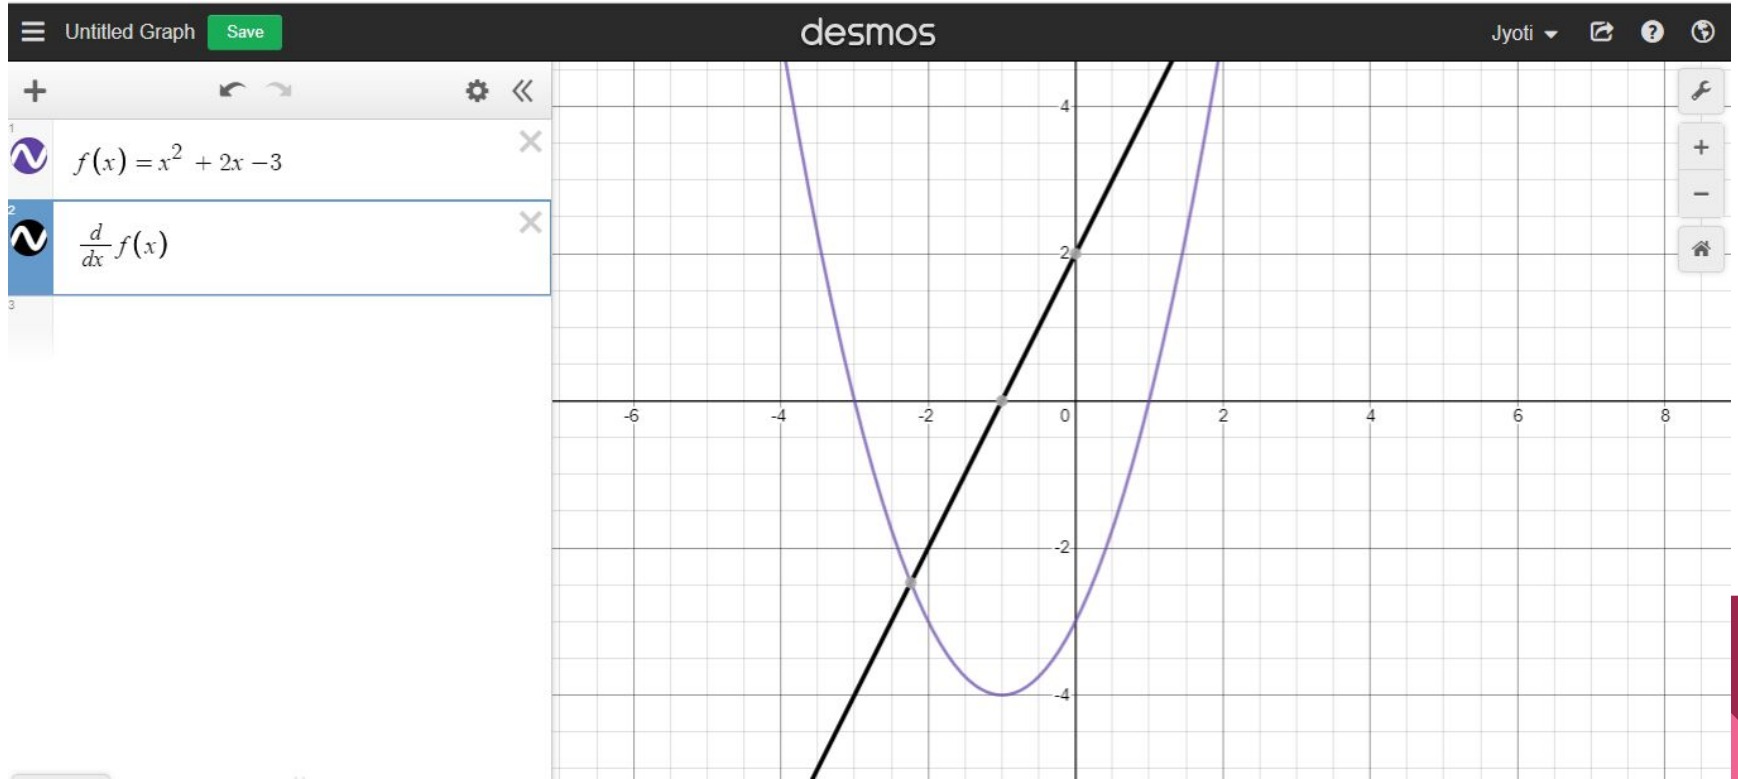 Untitled Graph Save desmos Jyoti ?
1
f(x) = x² + 2x − 3
2
d/dx f(x)
3
4
2
-6 -4 -2 0 2 4 6 8
-2
-4